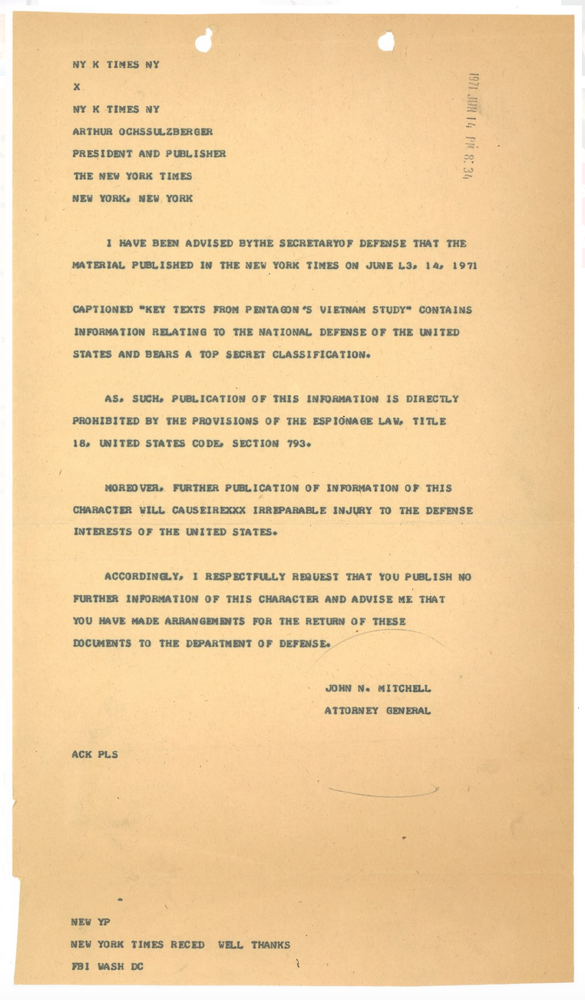 NY K TIMES NY
X
NY K TIMES NY
ARTHUR OCHSSULZBERGER
PRESIDENT AND PUBLISHER
THE NEW YORK TIMES
NEW YORK, NEW YORK
1971 JUN 14 PM 8:34
I HAVE BEEN ADVISED BYTHE SECRETARYOF DEFENSE THAT THE
MATERIAL PUBLISHED IN THE NEW YORK TIMES ON JUNE L3, 14, 1971
CAPTIONED "KEY TEXTS FROM PENTAGON'S VIETNAM STUDY" CONTAINS
INFORMATION RELATING TO THE NATIONAL DEFENSE OF THE UNITED
STATES AND BEARS A TOP SECRET CLASSIFICATION.
AS, SUCH, PUBLICATION OF THIS INFORMATION IS DIRECTLY
PROHIBITED BY THE PROVISIONS OF THE ESPIONAGE LAW, TITLE
18, UNITED STATES CODE, SECTION 793.
MOREOVER, FURTHER PUBLICATION OF INFORMATION OF THIS
CHARACTER WILL CAUSEIREXXX IRREPARABLE INJURY TO THE DEFENSE
INTERESTS OF THE UNITED STATES.
ACCORDINGLY, I RESPECTFULLY REQUEST THAT YOU PUBLISH NO
FURTHER INFORMATION OF THIS CHARACTER AND ADVISE ME THAT
YOU HAVE MADE ARRANGEMENTS FOR THE RETURN OF THESE
DOCUMENTS TO THE DEPARTMENT OF DEFENSE.
JOHN N. MITCHELL
ATTORNEY GENERAL
ACK PLS
NEW YP
NEW YORK TIMES RECED WELL THANKS
FBI WASH DC